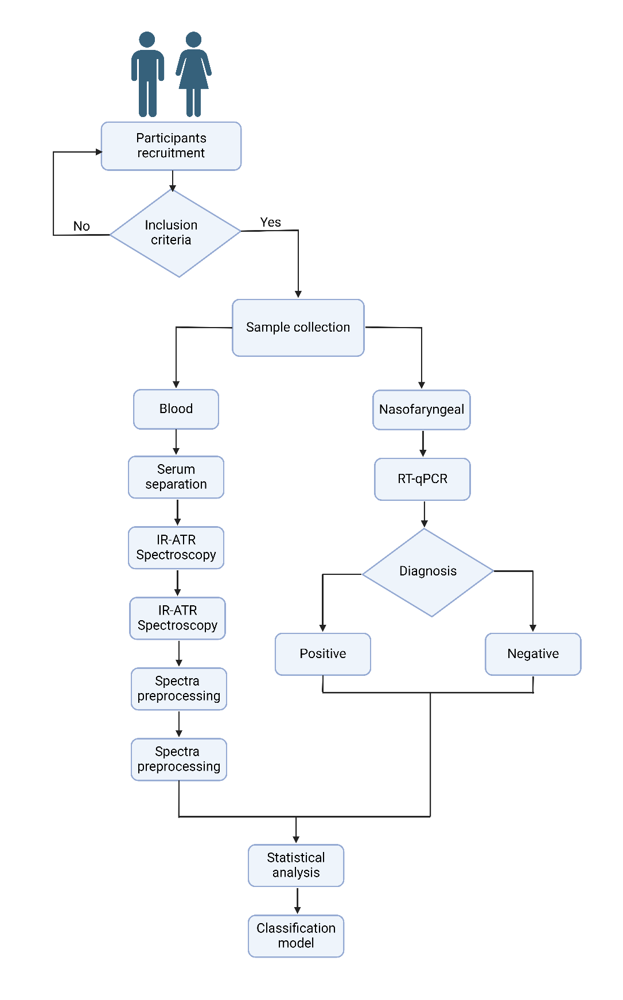 Participants
recruitment
Inclusion
criteria
No
Yes
Sample collection
Blood
Serum
separation
IR-ATR
Spectroscopy
IR-ATR
Spectroscopy
Spectra
preprocessing
Spectra
preprocessing
Nasofaryngeal
RT-qPCR
Diagnosis
Positive
Negative
Statistical
analysis
Classification
model